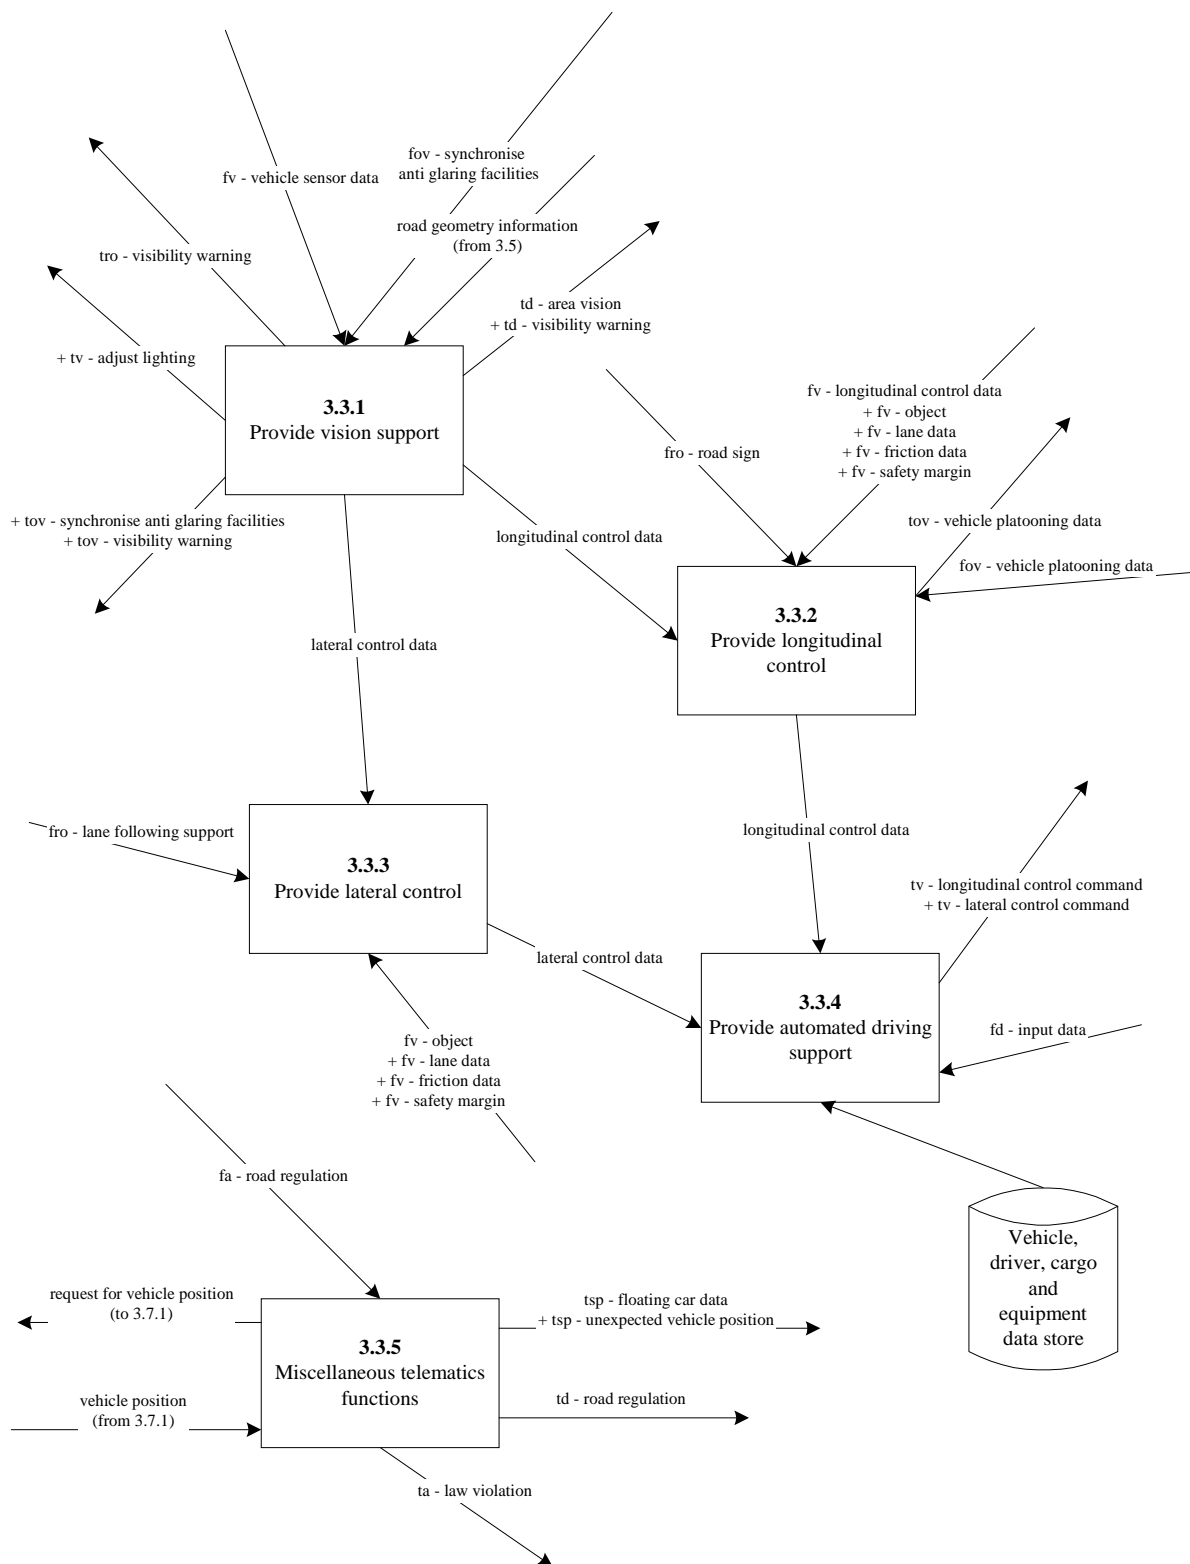 fov - synchronise
anti glaring facilities
fv - vehicle sensor data
road geometry information
(from 3.5)
tro - visibility warning
td - area vision
+ td - visibility warning
+ tv - adjust lighting
3.3.1
Provide vision support
fv - longitudinal control data
+ fv - object
+ fv - lane data
+ fv - friction data
+ fv - safety margin
fro - road sign
+ tov - synchronise anti glaring facilities
+ tov - visibility warning
longitudinal control data
tov - vehicle platooning data
fov - vehicle platooning data
3.3.2
Provide longitudinal
control
lateral control data
fro - lane following support
longitudinal control data
3.3.3
Provide lateral control
tv - longitudinal control command
+ tv - lateral control command
lateral control data
3.3.4
Provide automated driving
support
fd - input data
fv - object
+ fv - lane data
+ fv - friction data
+ fv - safety margin
fa - road regulation
Vehicle,
driver, cargo
and
equipment
data store
request for vehicle position
(to 3.7.1)
tsp - floating car data
+ tsp - unexpected vehicle position
3.3.5
Miscellaneous telematics
functions
vehicle position
(from 3.7.1)
td - road regulation
ta - law violation